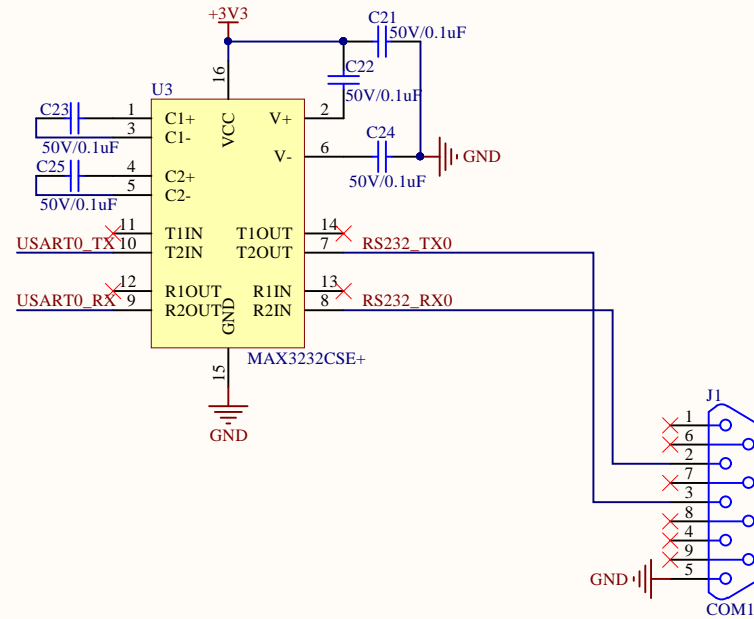 +3V3
C21
50V/0.1uF
C22
50V/0.1uF
U3
16
C23
1
C1+
VCC
V+
2
3
C1-
50V/0.1uF
C24
V-
6
GND
50V/0.1uF
C25
4
C2+
5
C2-
50V/0.1uF
11
T1IN
T1OUT
14
USART0_TX
10
T2IN
T2OUT
7
RS232_TX0
12
R1OUT
R1IN
13
USART0_RX
9
R2OUT
GND
R2IN
8
RS232_RX0
15
MAX3232CSE+
GND
J1
1
6
2
7
3
8
4
9
GND
5
COM1